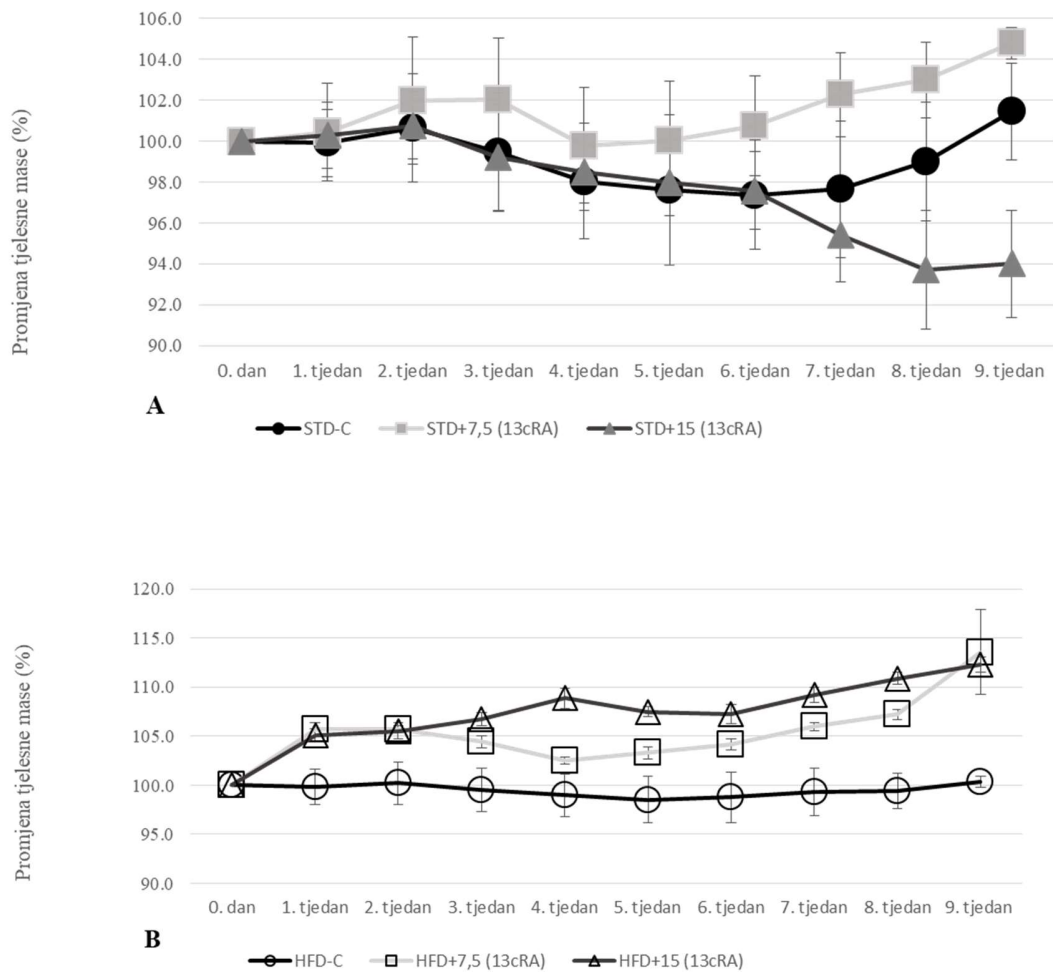 Promjena tjelesne mase (%)
106.0
104.0
102.0
100.0
98.0
96.0
94.0
92.0
90.0
0. dan 1. tjedan 2. tjedan 3. tjedan 4. tjedan 5. tjedan 6. tjedan 7. tjedan 8. tjedan 9. tjedan
A
STD-C STD+7,5 (13cRA) STD+15 (13cRA)
Promjena tjelesne mase (%)
120.0
115.0
110.0
105.0
100.0
95.0
90.0
0. dan 1. tjedan 2. tjedan 3. tjedan 4. tjedan 5. tjedan 6. tjedan 7. tjedan 8. tjedan 9. tjedan
B
HFD-C HFD+7,5 (13cRA) HFD+15 (13cRA)